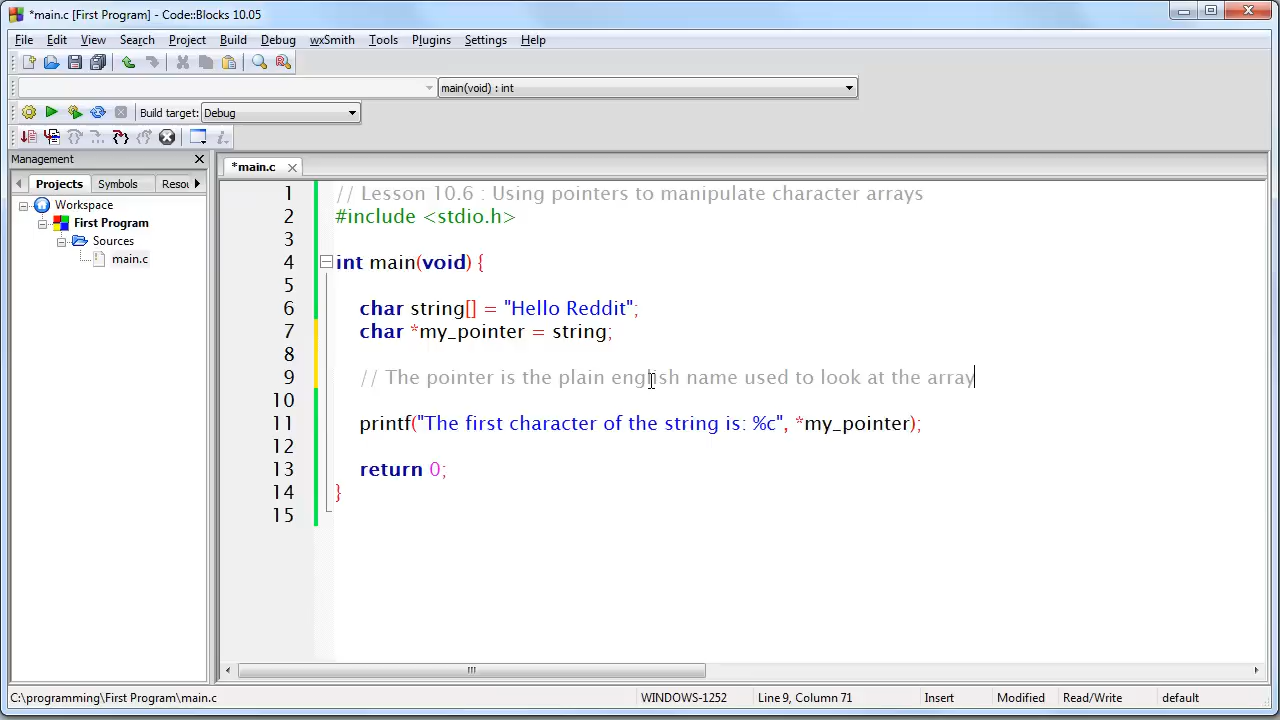 *main.c [First Program] - Code::Blocks 10.05
File Edit View Search Project Build Debug wxSmith Tools Plugins Settings Help
main(void) : int
Build target: Debug
Management
*main.c
Projects Symbols Resou
Workspace
First Program
Sources
main.c
1 // Lesson 10.6 : Using pointers to manipulate character arrays
2 #include <stdio.h>
3
4 int main(void) {
5
6 char string[] = "Hello Reddit";
7 char *my_pointer = string;
8
9 // The pointer is the plain english name used to look at the array
10
11 printf("The first character of the string is: %c", *my_pointer);
12
13 return 0;
14 }
15
C:\programming\First Program\main.c WINDOWS-1252 Line 9, Column 71 Insert Modified Read/Write default